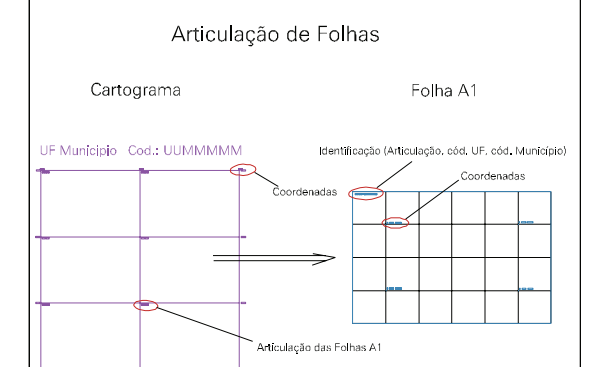 Articulação de Folhas
Cartograma
Folha A1
UF Município Cod.: UUMMMMM
Identificação (Articulação, cód. UF, cód. Município)
Coordenadas
Coordenadas
Articulação das Folhas A1